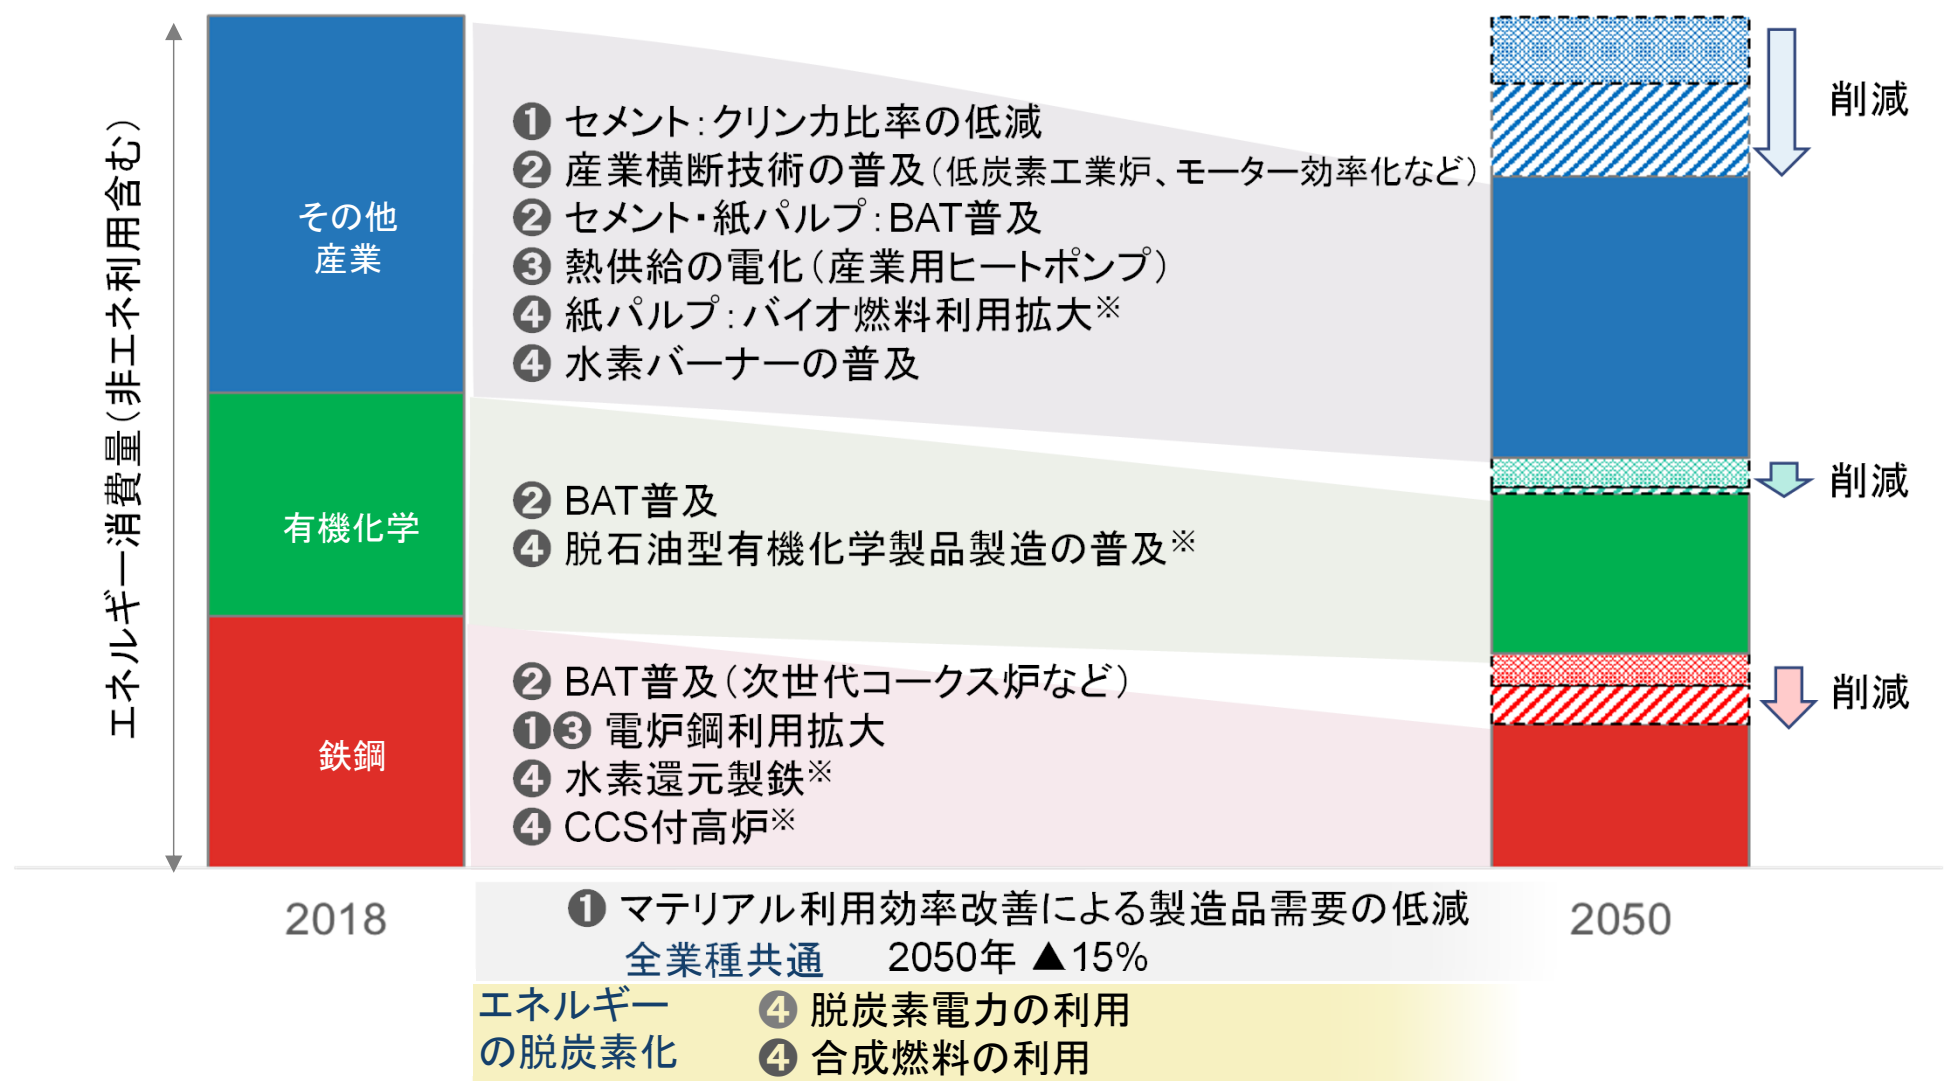 エネルギー消費量(非エネ利用含む)
その他
産業
有機化学
鉄鋼
❶ セメント:クリンカ比率の低減
❷ 産業横断技術の普及(低炭素工業炉、モーター効率化など)
❷ セメント・紙パルプ:BAT普及
❸ 熱供給の電化(産業用ヒートポンプ)
❹ 紙パルプ:バイオ燃料利用拡大※
❹ 水素バーナーの普及
❷ BAT普及
❹ 脱石油型有機化学製品製造の普及※
❷ BAT普及(次世代コークス炉など)
❶❸ 電炉鋼利用拡大
❹ 水素還元製鉄※
❹ CCS付高炉※
削減
削減
削減
2018
2050
❶ マテリアル利用効率改善による製造品需要の低減
全業種共通 2050年 ▲15%
エネルギー
の脱炭素化
❹ 脱炭素電力の利用
❹ 合成燃料の利用